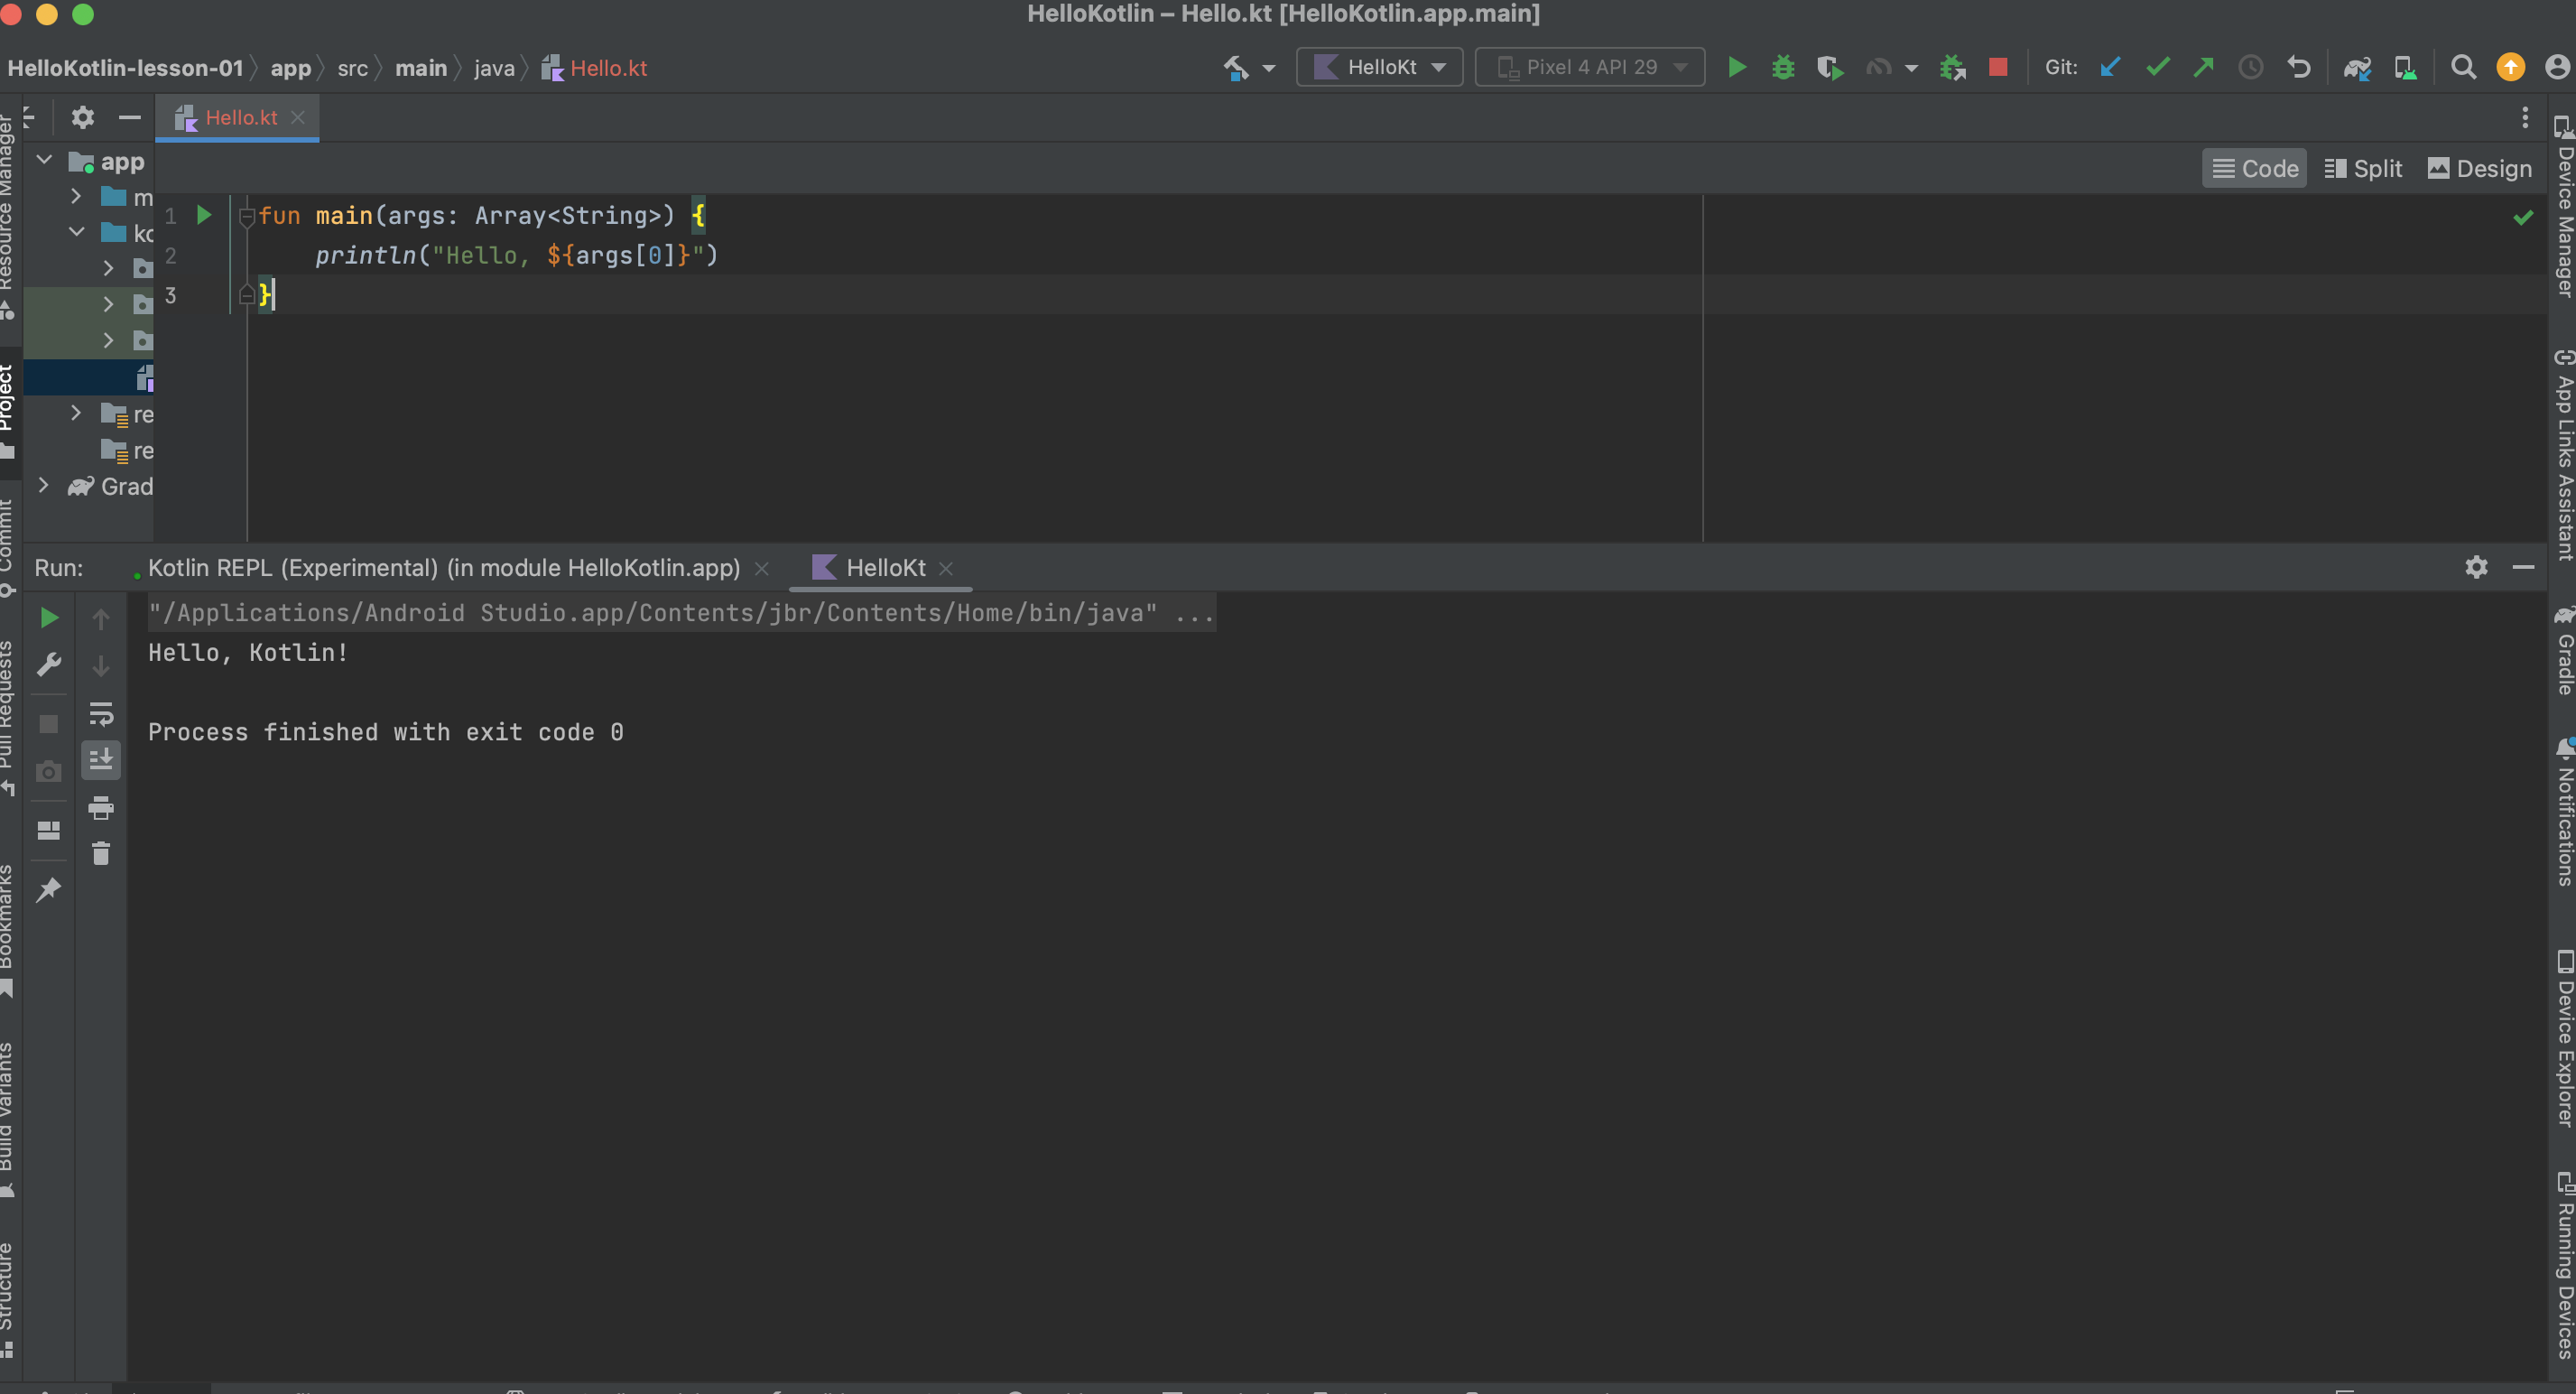 HelloKotlin – Hello.kt [HelloKotlin.app.main]
HelloKotlin-lesson-01 app src main java Hello.kt
HelloKt
Pixel 4 API 29
Git:
Hello.kt
Code Split Design
app
m
re
re
Grad
1 fun main(args: Array<String>) {
2 println("Hello, ${args[0]}")
3 }
Run: Kotlin REPL (Experimental) (in module HelloKotlin.app) HelloKt
"/Applications/Android Studio.app/Contents/jbr/Contents/Home/bin/java" ...
Hello, Kotlin!
Process finished with exit code 0
Resource Manager
Project
Commit
Pull Requests
Bookmarks
Build Variants
Structure
Device Manager
App Links Assistant
Gradle
Notifications
Device Explorer
Running Devices